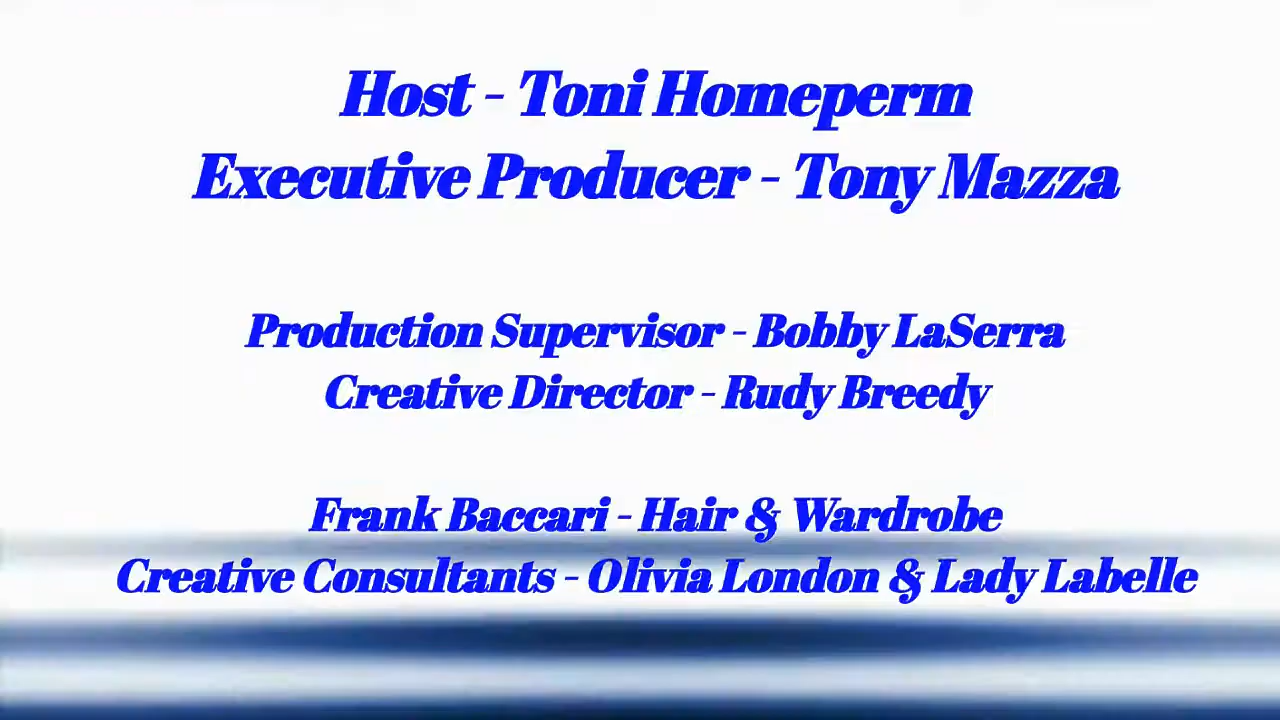 Host - Toni Homeperm
Executive Producer - Tony Mazza
Production Supervisor - Bobby LaSerra
Creative Director - Rudy Breedy
Frank Baccari - Hair & Wardrobe
Creative Consultants - Olivia London & Lady Labelle